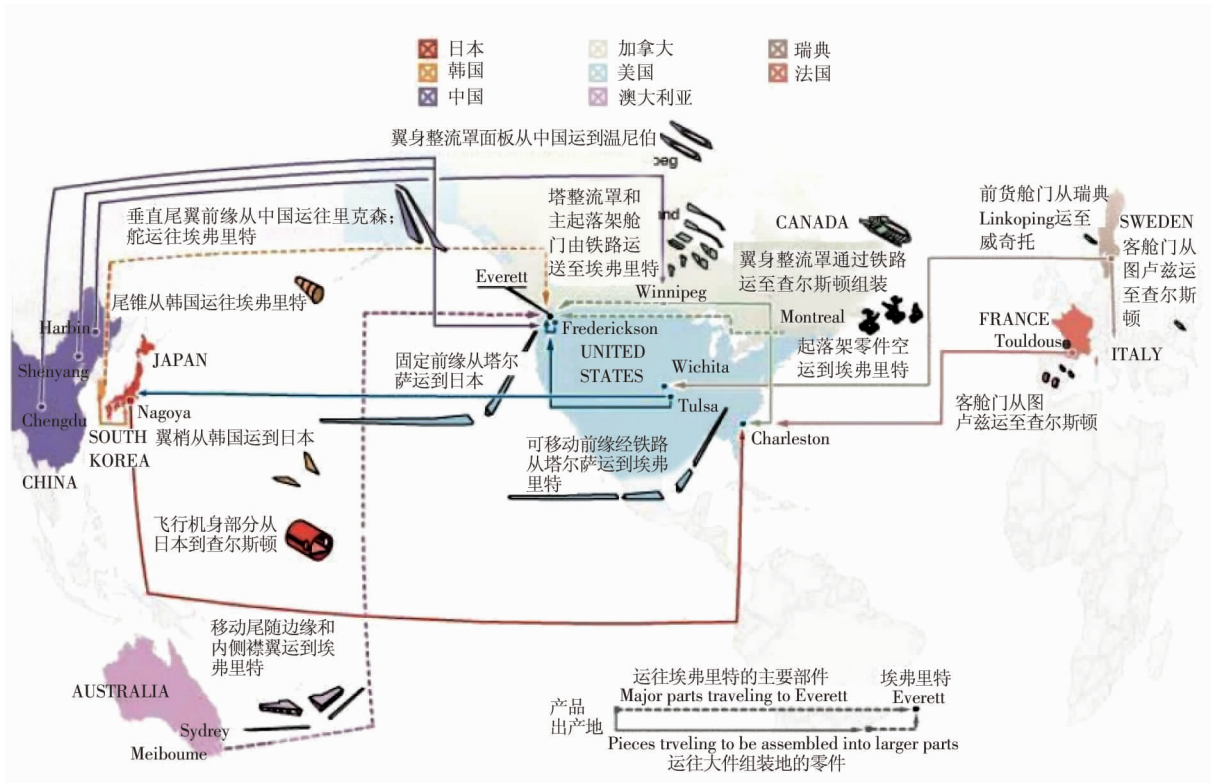 日本
韩国
中国
加拿大
美国
澳大利亚
瑞典
法国
翼身整流罩面板从中国运到温尼伯
peg
垂直尾翼前缘从中国运往里克森；
舵运往埃弗里特
塔整流罩和
主起落架舱
门由铁路运
送至埃弗里特
nd
CANADA
翼身整流罩通过铁路
运至查尔斯顿组装
前货舱门从瑞典
Linkoping运至
威奇托
SWEDEN
客舱门从
图卢兹运
至查尔斯
顿
尾锥从韩国运往埃弗里特
Everett
Winnipeg
Harbin
Shenyang
Chengdu
JAPAN
Nagoya
SOUTH
KOREA
CHINA
Frederickson
UNITED
STATES
Montreal
起落架零件空
运到埃弗里特
FRANCE
Touldous
ITALY
固定前缘从塔尔
萨运到日本
Wichita
Tulsa
Charleston
客舱门从图
卢兹运至查尔斯顿
翼梢从韩国运到日本
可移动前缘经铁路
从塔尔萨运到埃弗
里特
飞行机身部分从
日本到查尔斯顿
移动尾随边缘和
内侧襟翼运到埃
弗里特
AUSTRALIA
Sydrey
Meiboume
运往埃弗里特的主要部件
Major parts traveling to Everett
埃弗里特
Everett
产品
出产地
Pieces trveling to be assembled into larger parts
运往大件组装地的零件